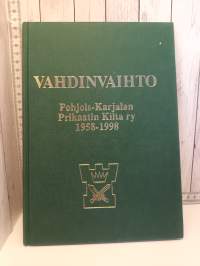 VAHDINVAIHTO
Pohjois-Karjalan
Prikaatin Kilta ry
1958-1998